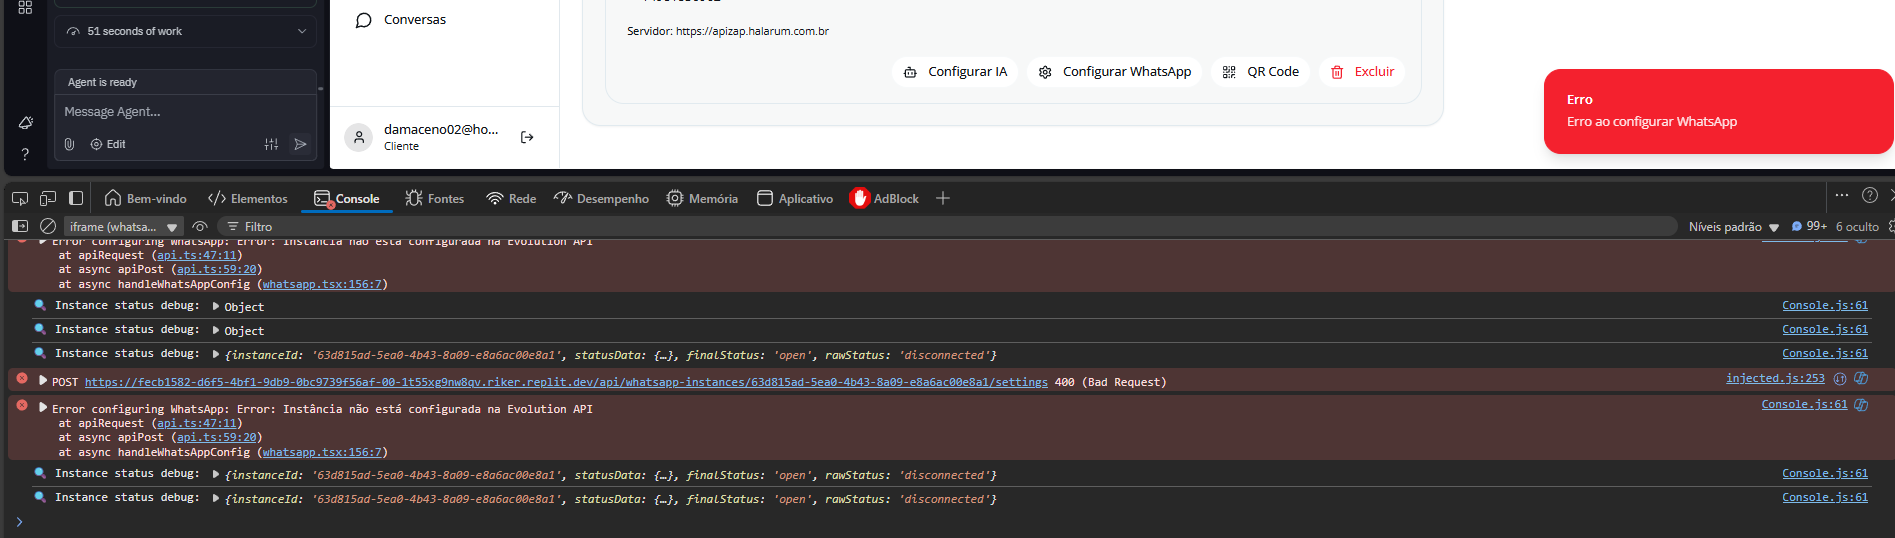 51 seconds of work
Agent is ready
Message Agent...
Edit
Conversas
damaceno02@ho...
Cliente
Servidor: https://apizap.halarum.com.br
Configurar IA
Configurar WhatsApp
QR Code
Excluir
Erro
Erro ao configurar WhatsApp
Bem-vindo
Elementos
Console
Fontes
Rede
Desempenho
Memória
Aplicativo
AdBlock
iframe (whatsa...
Filtro
Níveis padrão
99+
6 oculto
Error configuring WhatsApp: Error: Instância não está configurada na Evolution API
at apiRequest (api.ts:47:11)
at async apiPost (api.ts:59:20)
at async handleWhatsAppConfig (whatsapp.tsx:156:7)
Instance status debug: Object Console.js:61
Instance status debug: Object Console.js:61
Instance status debug: {instanceId: '63d815ad-5ea0-4b43-8a09-e8a6ac00e8a1', statusData: {…}, finalStatus: 'open', rawStatus: 'disconnected'} Console.js:61
POST https://fecb1582-d6f5-4bf1-9db9-0bc9739f56af-00-1t55xg9nw8qv.riker.replit.dev/api/whatsapp-instances/63d815ad-5ea0-4b43-8a09-e8a6ac00e8a1/settings 400 (Bad Request) injected.js:253
Error configuring WhatsApp: Error: Instância não está configurada na Evolution API Console.js:61
at apiRequest (api.ts:47:11)
at async apiPost (api.ts:59:20)
at async handleWhatsAppConfig (whatsapp.tsx:156:7)
Instance status debug: {instanceId: '63d815ad-5ea0-4b43-8a09-e8a6ac00e8a1', statusData: {…}, finalStatus: 'open', rawStatus: 'disconnected'} Console.js:61
Instance status debug: {instanceId: '63d815ad-5ea0-4b43-8a09-e8a6ac00e8a1', statusData: {…}, finalStatus: 'open', rawStatus: 'disconnected'} Console.js:61